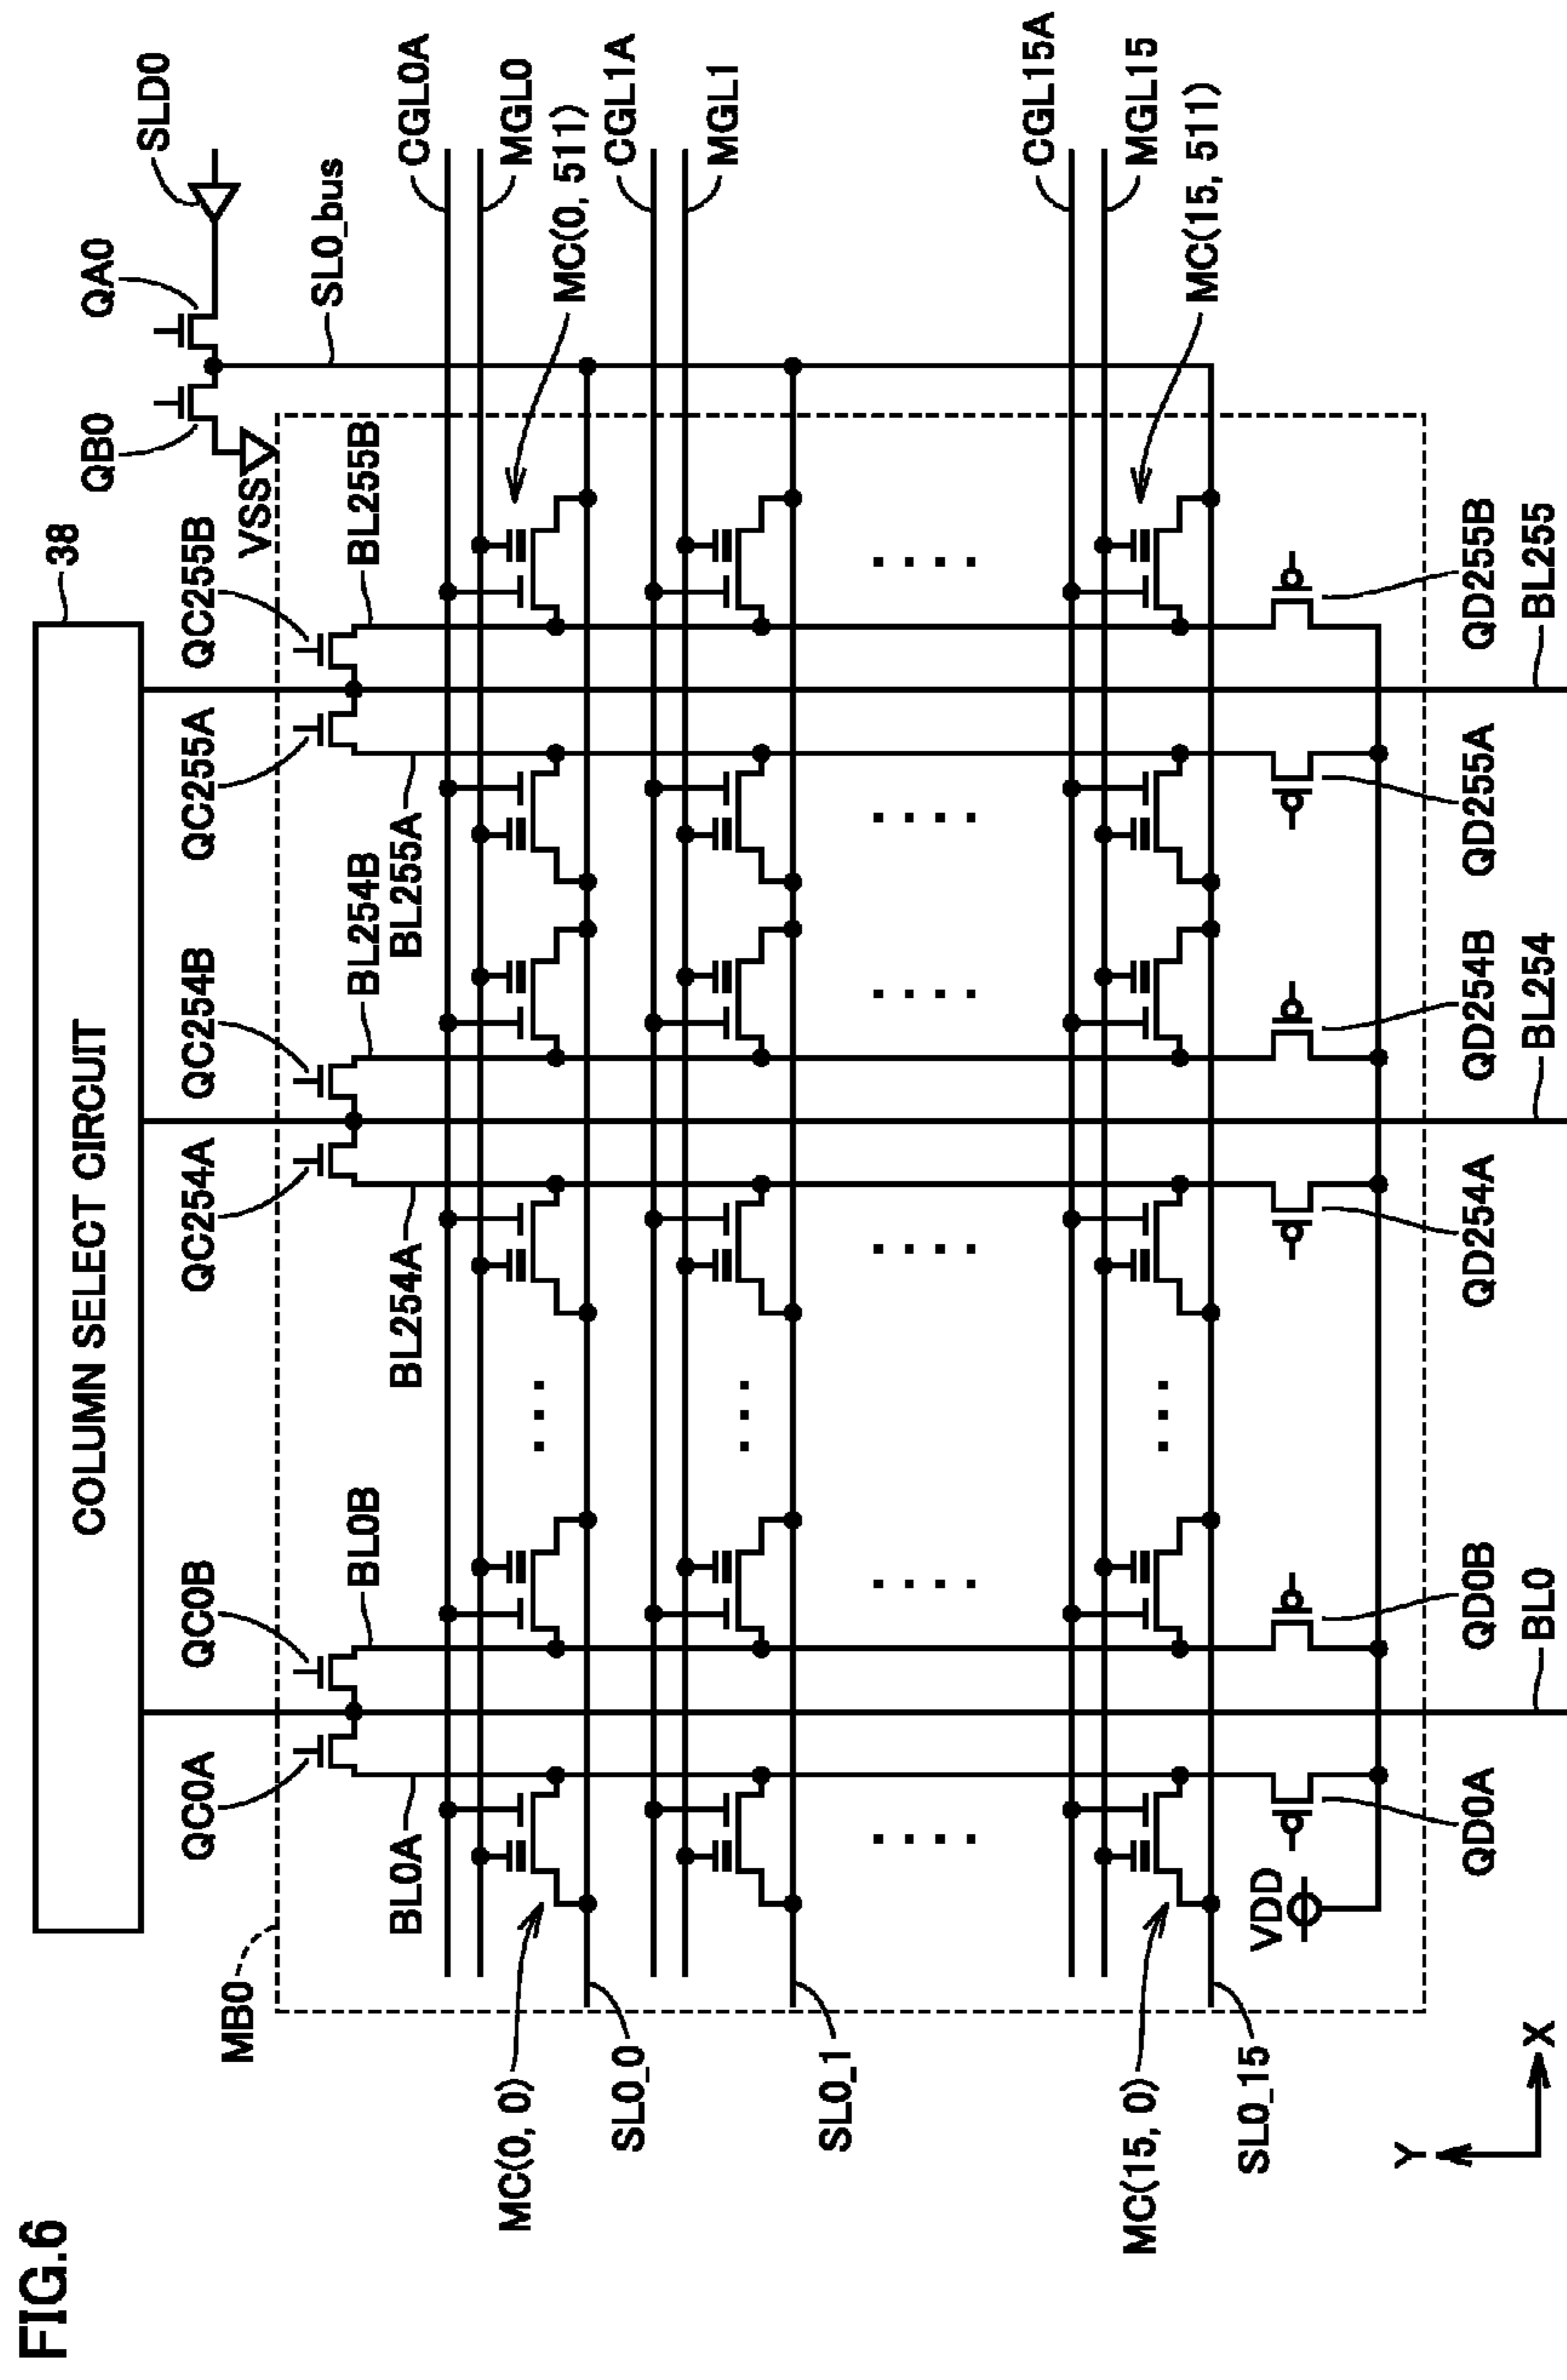 FIG.6
COLUMN SELECT CIRCUIT
38
MB0
QC0A
QC0B
QC254A
QC254B
QC255A
QC255B
VSS
QB0
QA0
SLD0
BL0A
BL0B
BL254A
BL254B
BL255A
BL255B
SL0_bus
CGL0A
MGL0
MC(0, 0)
MC(0, 511)
SL0_0
CGL1A
MGL1
SL0_1
CGL15A
MGL15
MC(15, 0)
MC(15, 511)
SL0_15
VDD
QD0A
QD0B
QD254A
QD254B
QD255A
QD255B
BL0
BL254
BL255
Y
X